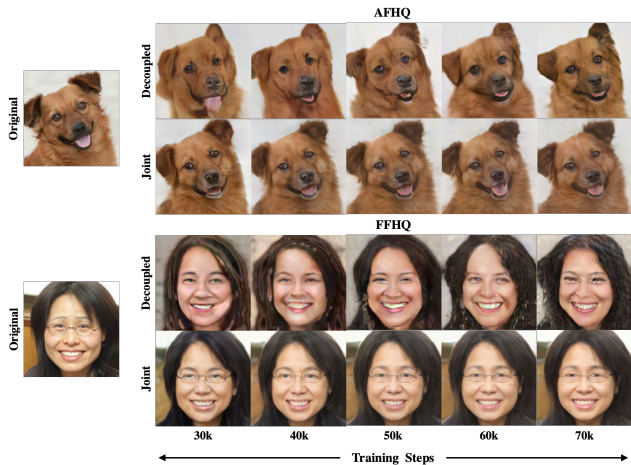 AFHQ
Original
Decoupled
Joint
FFHQ
Original
Decoupled
Joint
30k 40k 50k 60k 70k
Training Steps